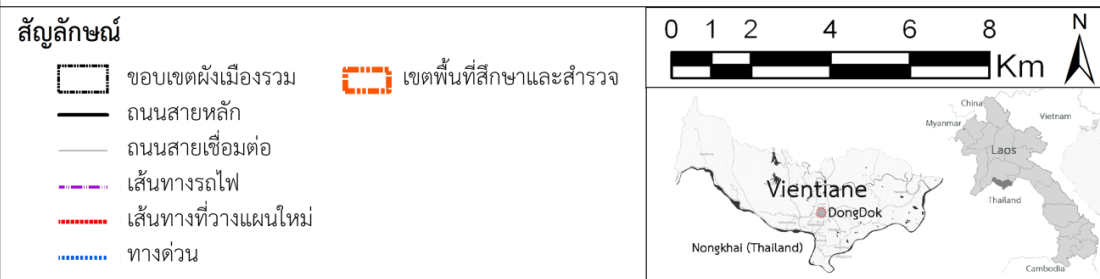 สัญลักษณ์
ขอบเขตผังเมืองรวม
เขตพื้นที่สึกษาและสำรวจ
ถนนสายหลัก
ถนนสายเชื่อมต่อ
เส้นทางรถไฟ
เส้นทางที่วางแผนใหม่
ทางด่วน
0 1 2 4 6 8
Km
N
Vientiane
DongDok
Nongkhai (Thailand)
China
Myanmar
Vietnam
Laos
Thailand
Cambodia